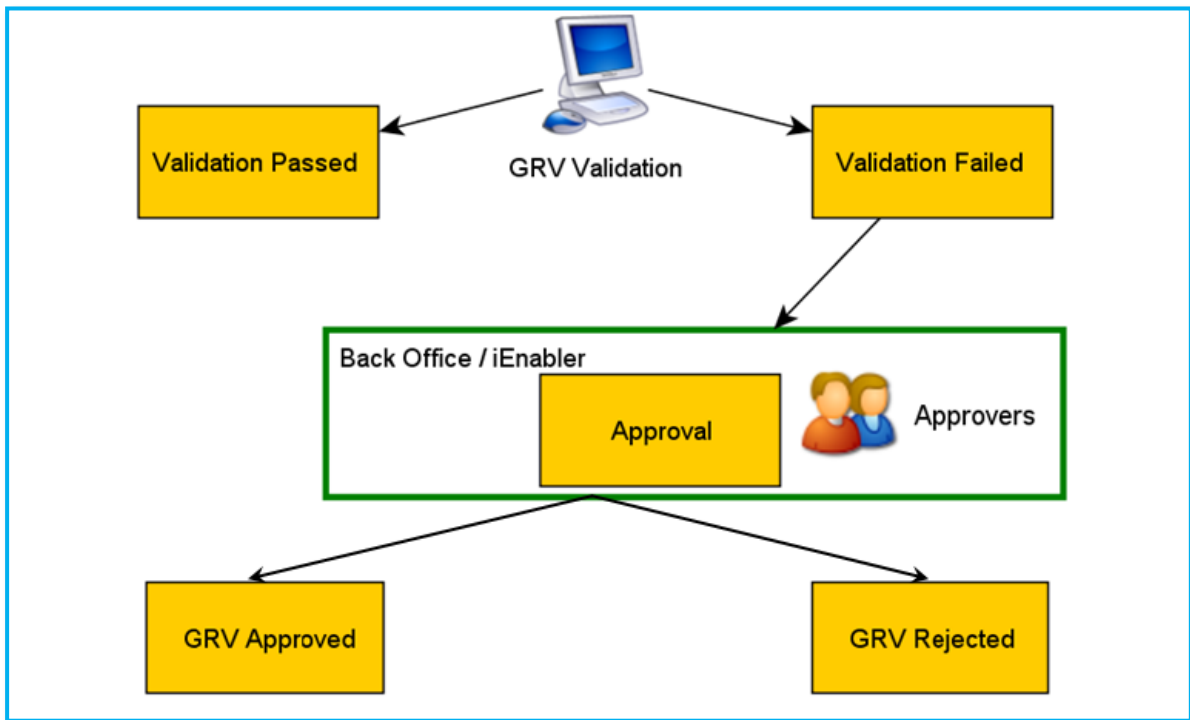 Validation Passed
GRV Validation
Validation Failed
Back Office / iEnabler
Approval
Approvers
GRV Approved
GRV Rejected